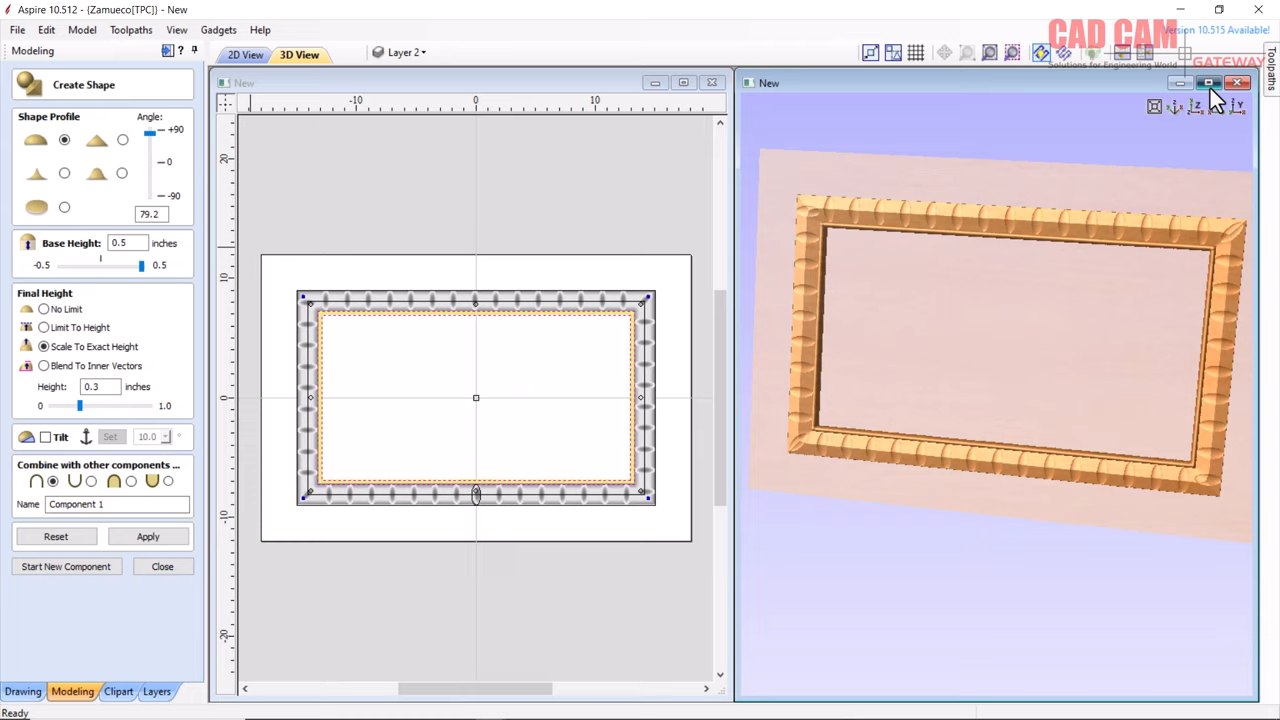 Aspire 10.512 - {Zamueco[TPC]} - New
File Edit Model Toolpaths View Gadgets Help
CAD CAM
Version 10.515 Available!
Solutions for Engineering World
GATEWAY
Modeling ?
2D View 3D View Layer 2
Toolpaths
Create Shape
Shape Profile Angle:
+90
0
-90
79.2
Base Height: 0.5 inches
-0.5 0.5
Final Height
No Limit
Limit To Height
Scale To Exact Height
Blend To Inner Vectors
Height: 0.3 inches
0 1.0
Tilt Set 10.0 °
Combine with other components ...
Name Component 1
Reset Apply
Start New Component Close
Drawing Modeling Clipart Layers
Ready
New
-10 0 10
20
10
0
-10
-20
New
Z Y